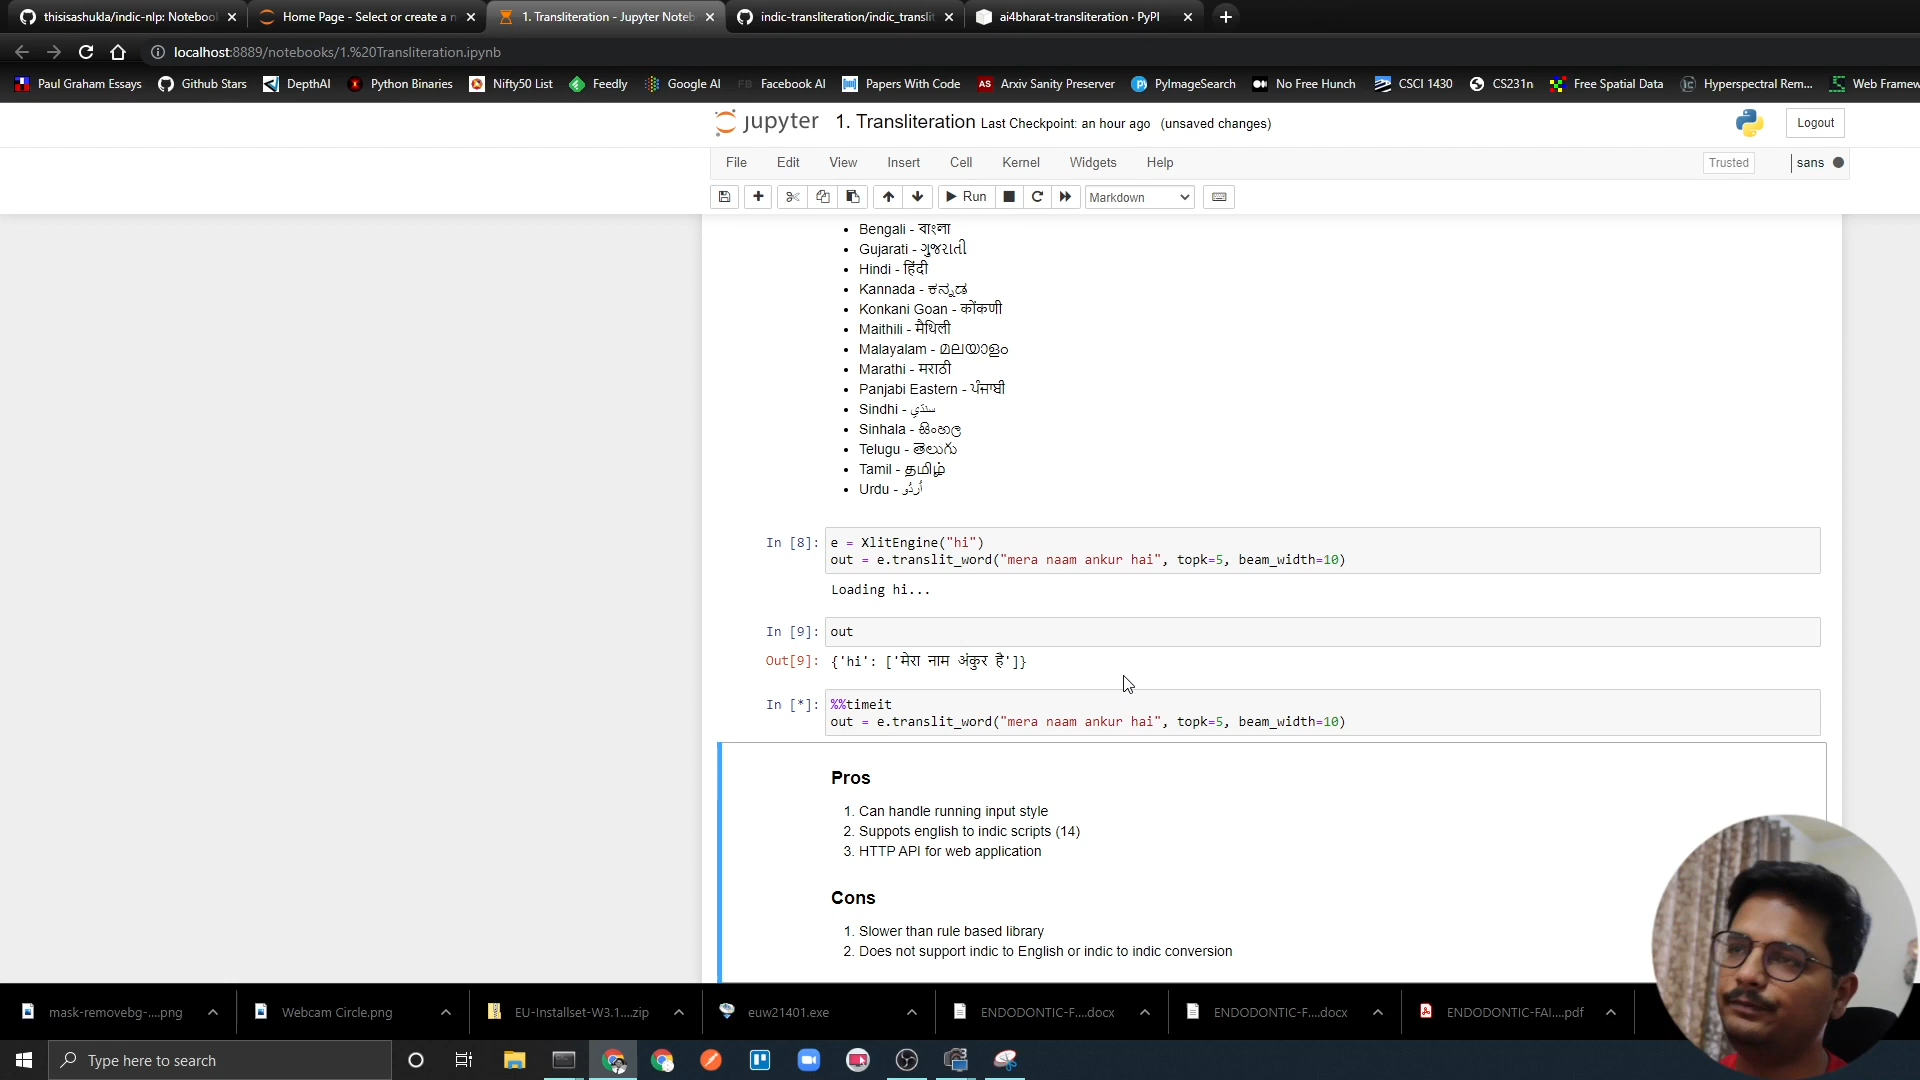 thisisashukla/indic-nlp: Noteboo
Home Page - Select or create a n
1. Transliteration - Jupyter Noteb
indic-transliteration/indic_translit
ai4bharat-transliteration · PyPI
localhost:8889/notebooks/1.%20Transliteration.ipynb
Paul Graham Essays
Github Stars
DepthAI
Python Binaries
Nifty50 List
Feedly
Google AI
FB Facebook AI
Papers With Code
AS Arxiv Sanity Preserver
PyImageSearch
No Free Hunch
CSCI 1430
CS231n
Free Spatial Data
Hyperspectral Rem...
Web Framew
jupyter 1. Transliteration Last Checkpoint: an hour ago (unsaved changes)
Logout
File Edit View Insert Cell Kernel Widgets Help
Trusted
sans
Run
Markdown
• Bengali - বাংলা
• Gujarati - ગુજરાતી
• Hindi - हिंदी
• Kannada - ಕನ್ನಡ
• Konkani Goan - कोंकणी
• Maithili - मैथिली
• Malayalam - മലയാളം
• Marathi - मराठी
• Panjabi Eastern - ਪੰਜਾਬੀ
• Sindhi - سنڌي
• Sinhala - සිංහල
• Telugu - తెలుగు
• Tamil - தமிழ்
• Urdu - اُردُو
In [8]: e = XlitEngine("hi")
out = e.translit_word("mera naam ankur hai", topk=5, beam_width=10)
Loading hi...
In [9]: out
Out[9]: {'hi': ['मेरा नाम अंकुर है']}
In [*]: %%timeit
out = e.translit_word("mera naam ankur hai", topk=5, beam_width=10)
Pros
1. Can handle running input style
2. Suppots english to indic scripts (14)
3. HTTP API for web application
Cons
1. Slower than rule based library
2. Does not support indic to English or indic to indic conversion
mask-removebg-....png
Webcam Circle.png
EU-Installset-W3.1....zip
euw21401.exe
ENDODONTIC-F....docx
ENDODONTIC-F....docx
ENDODONTIC-FAI....pdf
Type here to search